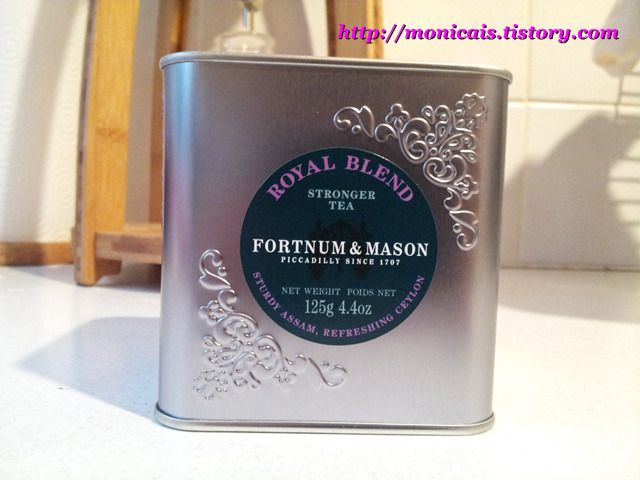 http://monicais.tistory.com
ROYAL BLEND
STRONGER
TEA
FORTNUM & MASON
PICCADILLY SINCE 1707
NET WEIGHT POIDS NET
125g 4.4oz
STURDY ASSAM, REFRESHING CEYLON